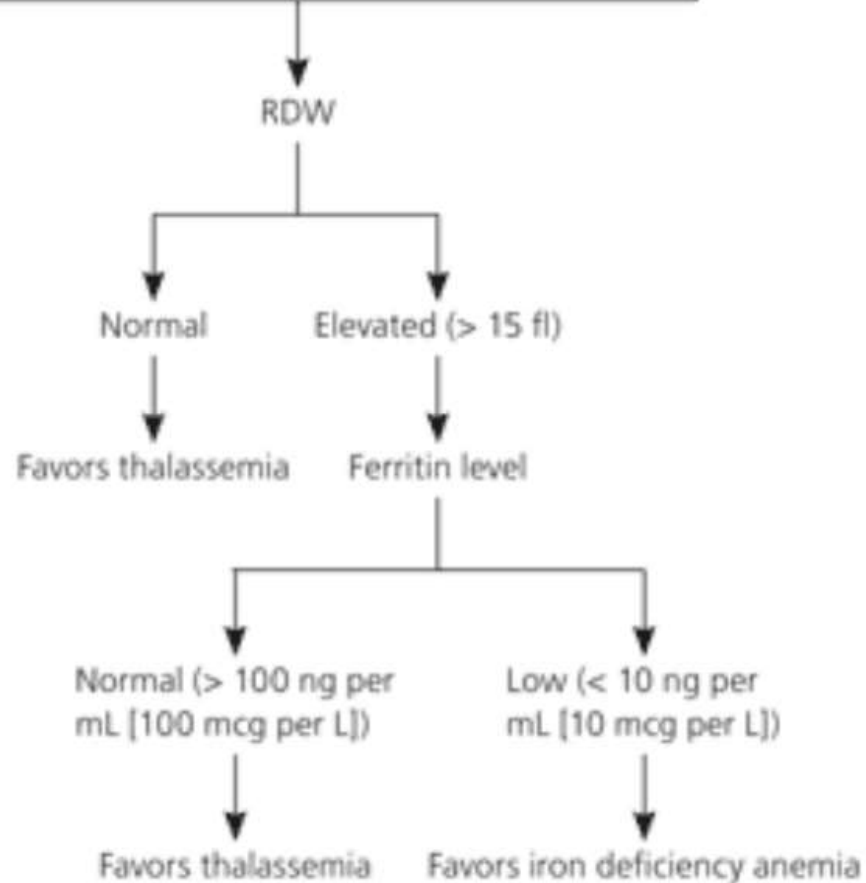 RDW
Normal
Elevated (> 15 fl)
Favors thalassemia
Ferritin level
Normal (> 100 ng per
mL [100 mcg per L])
Low (< 10 ng per
mL [10 mcg per L])
Favors thalassemia
Favors iron deficiency anemia